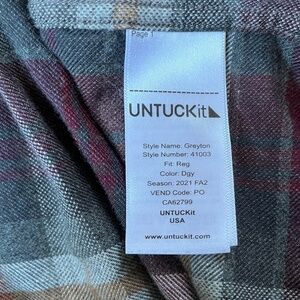 Page 1
UNTUCKit
Style Name: Greyton
Style Number: 41003
Fit: Reg
Color: Dgy
Season: 2021 FA2
VEND Code: PO
CA62799
UNTUCKit
USA
www.untuckit.com